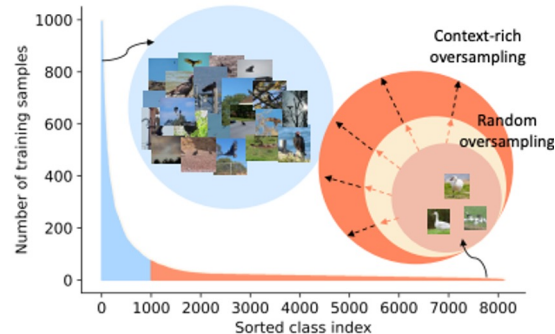 Context-rich
oversampling
Random
oversampling
Number of training samples
1000
800
600
400
200
0
0 1000 2000 3000 4000 5000 6000 7000 8000
Sorted class index